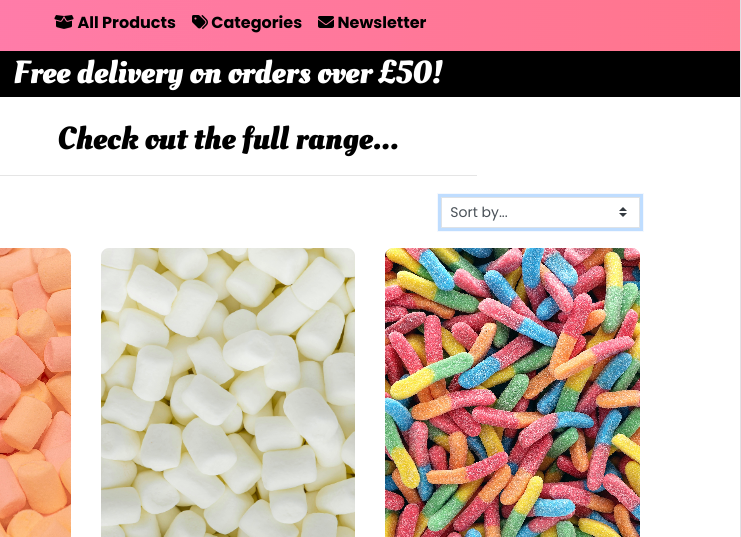 All Products Categories Newsletter
Free delivery on orders over £50!
Check out the full range...
Sort by...